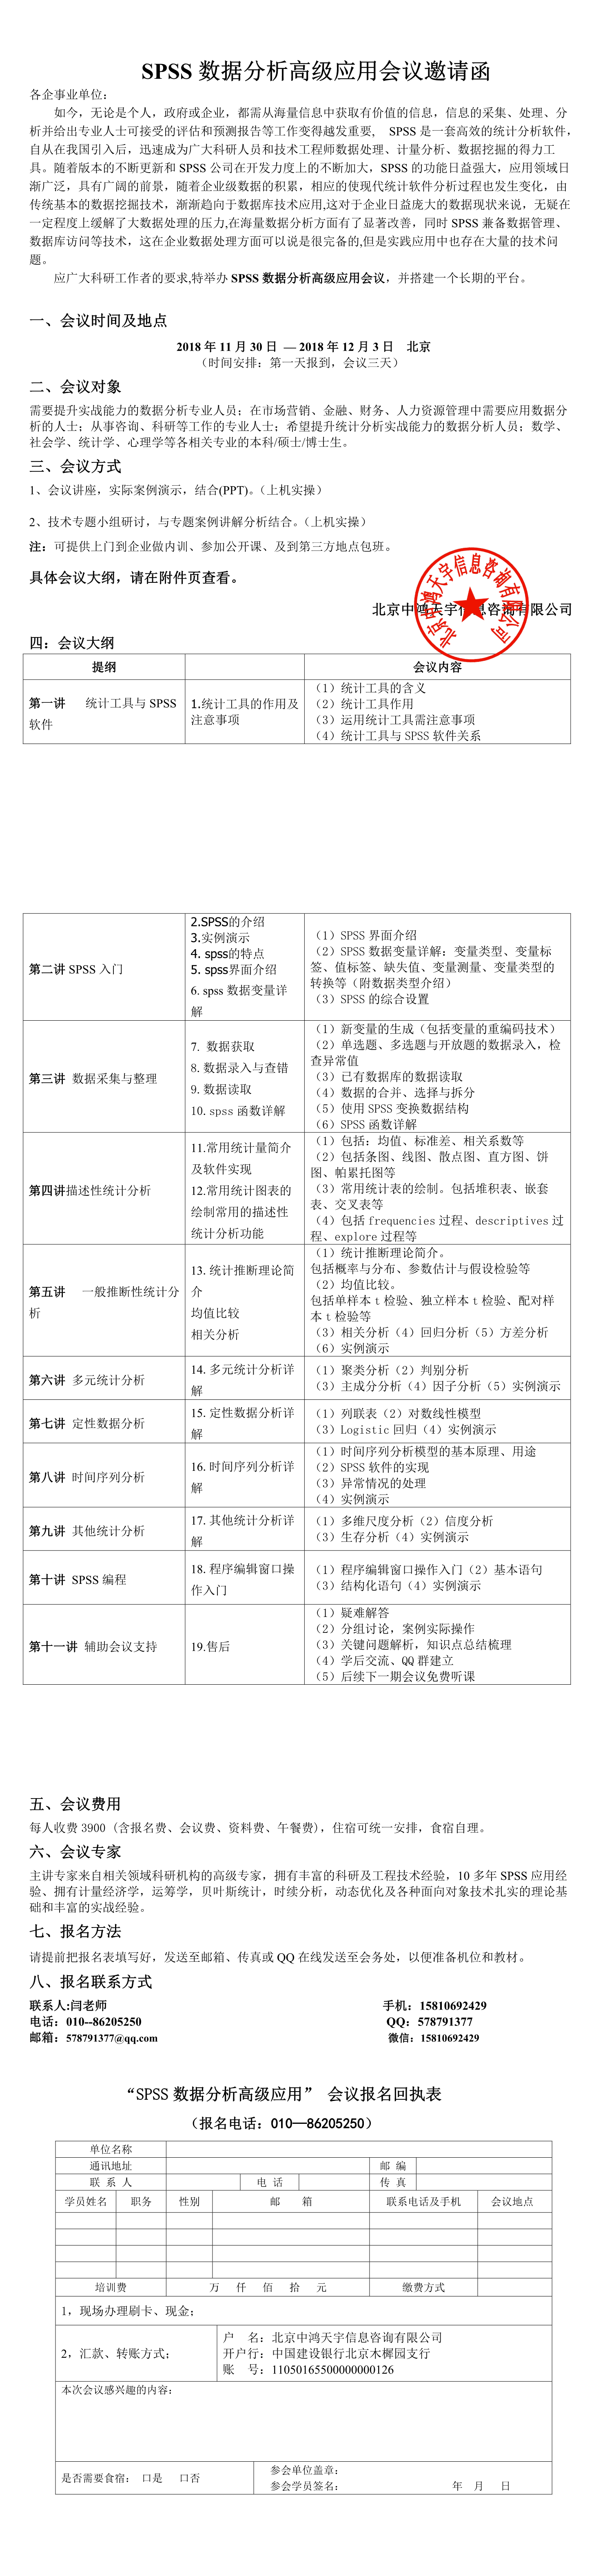 SPSS 数据分析高级应用会议邀请函
各企事业单位：
如今，无论是个人，政府或企业，都需从海量信息中获取有价值的信息，信息的采集、处理、分
析并给出专业人士可接受的评估和预测报告等工作变得越发重要， SPSS 是一套高效的统计分析软件，
自从在我国引入后，迅速成为广大科研人员和技术工程师数据处理、计量分析、数据挖掘的得力工
具。随着版本的不断更新和 SPSS 公司在开发力度上的不断加大，SPSS 的功能日益强大，应用领域日
渐广泛，具有广阔的前景，随着企业级数据的积累，相应的使现代统计软件分析过程也发生变化，由
传统基本的数据挖掘技术，渐渐趋向于数据库技术应用,这对于企业日益庞大的数据现状来说，无疑在
一定程度上缓解了大数据处理的压力,在海量数据分析方面有了显著改善，同时 SPSS 兼备数据管理、
数据库访问等技术，这在企业数据处理方面可以说是很完备的,但是实践应用中也存在大量的技术问
题。
应广大科研工作者的要求,特举办 SPSS 数据分析高级应用会议，并搭建一个长期的平台。
一、会议时间及地点
2018 年 11 月 30 日 — 2018 年 12 月 3 日 北京
（时间安排：第一天报到，会议三天）
二、会议对象
需要提升实战能力的数据分析专业人员；在市场营销、金融、财务、人力资源管理中需要应用数据分
析的人士；从事咨询、科研等工作的专业人士；希望提升统计分析实战能力的数据分析人员；数学、
社会学、统计学、心理学等各相关专业的本科/硕士/博士生。
三、会议方式
1、会议讲座，实际案例演示，结合(PPT)。（上机实操）
2、技术专题小组研讨，与专题案例讲解分析结合。（上机实操）
注：可提供上门到企业做内训、参加公开课、及到第三方地点包班。
具体会议大纲，请在附件页查看。
北京中鸿天宇信息咨询有限公司
北京中鸿天宇信息咨询有限公司
四：会议大纲
提纲 会议内容
第一讲 统计工具与 SPSS
软件
1.统计工具的作用及
注意事项
（1）统计工具的含义
（2）统计工具作用
（3）运用统计工具需注意事项
（4）统计工具与 SPSS 软件关系
第二讲 SPSS 入门
2.SPSS的介绍
3.实例演示
4. spss的特点
5. spss界面介绍
6. spss 数据变量详
解
（1）SPSS 界面介绍
（2）SPSS 数据变量详解：变量类型、变量标
签、值标签、缺失值、变量测量、变量类型的
转换等（附数据类型介绍）
（3）SPSS 的综合设置
第三讲 数据采集与整理
7. 数据获取
8. 数据录入与查错
9. 数据读取
10. spss 函数详解
（1）新变量的生成（包括变量的重编码技术）
（2）单选题、多选题与开放题的数据录入，检
查异常值
（3）已有数据库的数据读取
（4）数据的合并、选择与拆分
（5）使用 SPSS 变换数据结构
（6）SPSS 函数详解
第四讲描述性统计分析
11.常用统计量简介
及软件实现
12.常用统计图表的
绘制常用的描述性
统计分析功能
（1）包括：均值、标准差、相关系数等
（2）包括条图、线图、散点图、直方图、饼
图、帕累托图等
（3）常用统计表的绘制。包括堆积表、嵌套
表、交叉表等
（4）包括 frequencies 过程、descriptives 过
程、explore 过程等
第五讲 一般推断性统计分
析
13. 统计推断理论简
介
均值比较
相关分析
（1）统计推断理论简介。
包括概率与分布、参数估计与假设检验等
（2）均值比较。
包括单样本 t 检验、独立样本 t 检验、配对样
本 t 检验等
（3）相关分析（4）回归分析（5）方差分析
（6）实例演示
第六讲 多元统计分析
14. 多元统计分析详
解
（1）聚类分析（2）判别分析
（3）主成分分析（4）因子分析（5）实例演示
第七讲 定性数据分析
15. 定性数据分析详
解
（1）列联表（2）对数线性模型
（3）Logistic 回归（4）实例演示
第八讲 时间序列分析
16. 时间序列分析详
解
（1）时间序列分析模型的基本原理、用途
（2）SPSS 软件的实现
（3）异常情况的处理
（4）实例演示
第九讲 其他统计分析
17. 其他统计分析详
解
（1）多维尺度分析（2）信度分析
（3）生存分析（4）实例演示
第十讲 SPSS 编程
18. 程序编辑窗口操
作入门
（1）程序编辑窗口操作入门（2）基本语句
（3）结构化语句（4）实例演示
第十一讲 辅助会议支持
19.售后
（1）疑难解答
（2）分组讨论，案例实际操作
（3）关键问题解析，知识点总结梳理
（4）学后交流、QQ 群建立
（5）后续下一期会议免费听课
五、会议费用
每人收费 3900（含报名费、会议费、资料费、午餐费），住宿可统一安排，食宿自理。
六、会议专家
主讲专家来自相关领域科研机构的高级专家，拥有丰富的科研及工程技术经验，10 多年 SPSS 应用经
验、拥有计量经济学，运筹学，贝叶斯统计，时续分析，动态优化及各种面向对象技术扎实的理论基
础和丰富的实战经验。
七、报名方法
请提前把报名表填写好，发送至邮箱、传真或 QQ 在线发送至会务处，以便准备机位和教材。
八、报名联系方式
联系人:闫老师 手机：15810692429
电话：010--86205250 QQ：578791377
邮箱：578791377@qq.com 微信：15810692429
“SPSS 数据分析高级应用” 会议报名回执表
（报名电话：010—86205250）
单位名称
通讯地址 邮 编
联 系 人 电 话 传 真
学员姓名 职务 性别 邮 箱 联系电话及手机 会议地点
培训费 万 仟 佰 拾 元 缴费方式
1，现场办理刷卡、现金；
2，汇款、转账方式；
户 名：北京中鸿天宇信息咨询有限公司
开户行：中国建设银行北京木樨园支行
账 号：11050165500000000126
本次会议感兴趣的内容：
是否需要食宿： 口是 口否
参会单位盖章：
参会学员签名： 年 月 日